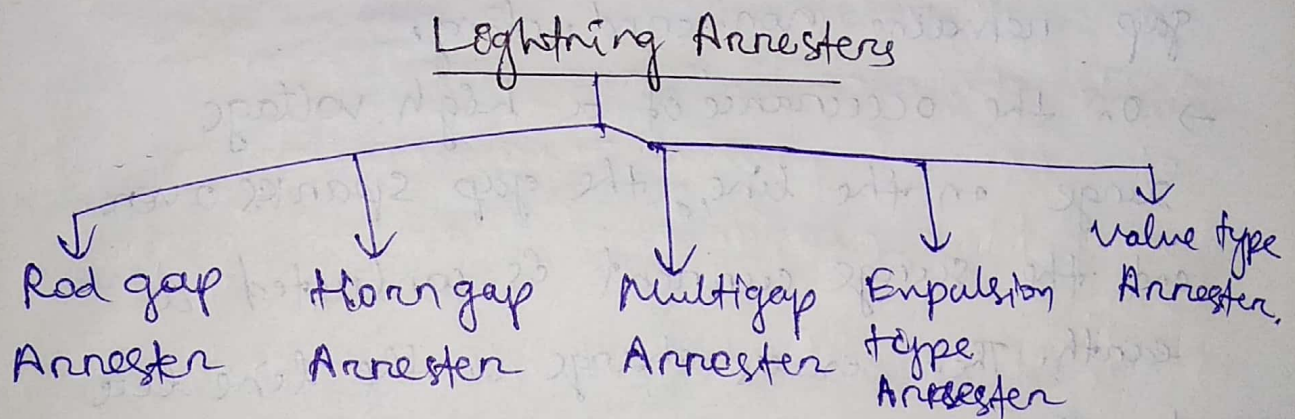 Lightning Arresters
Rod gap
Arrester
Horn gap
Arrester
Multigap
Arrester
Expulsion
type
Arrester
Value type
Arrester.